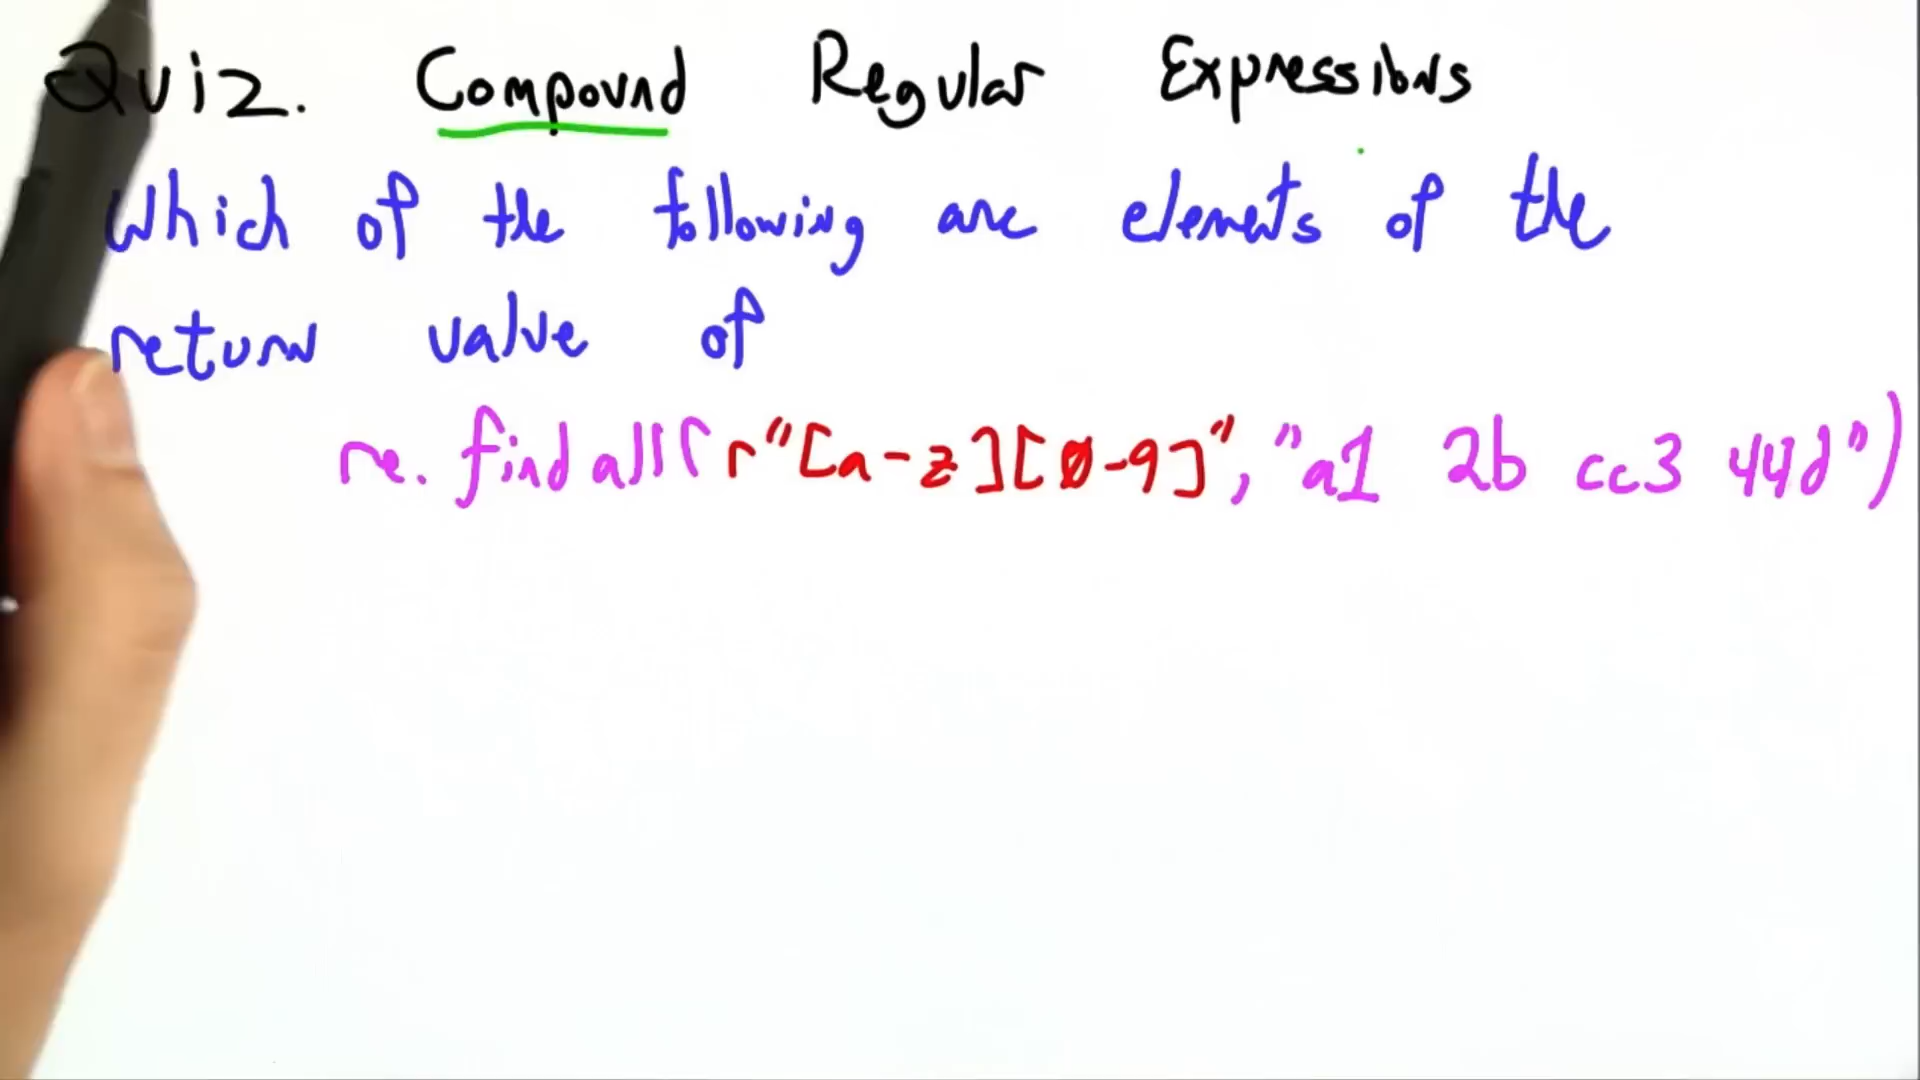 Quiz. Compound Regular Expressions
Which of the following are elements of the
return value of
re.findall(r"[a-z][0-9]", "a1 2b cc3 44d")